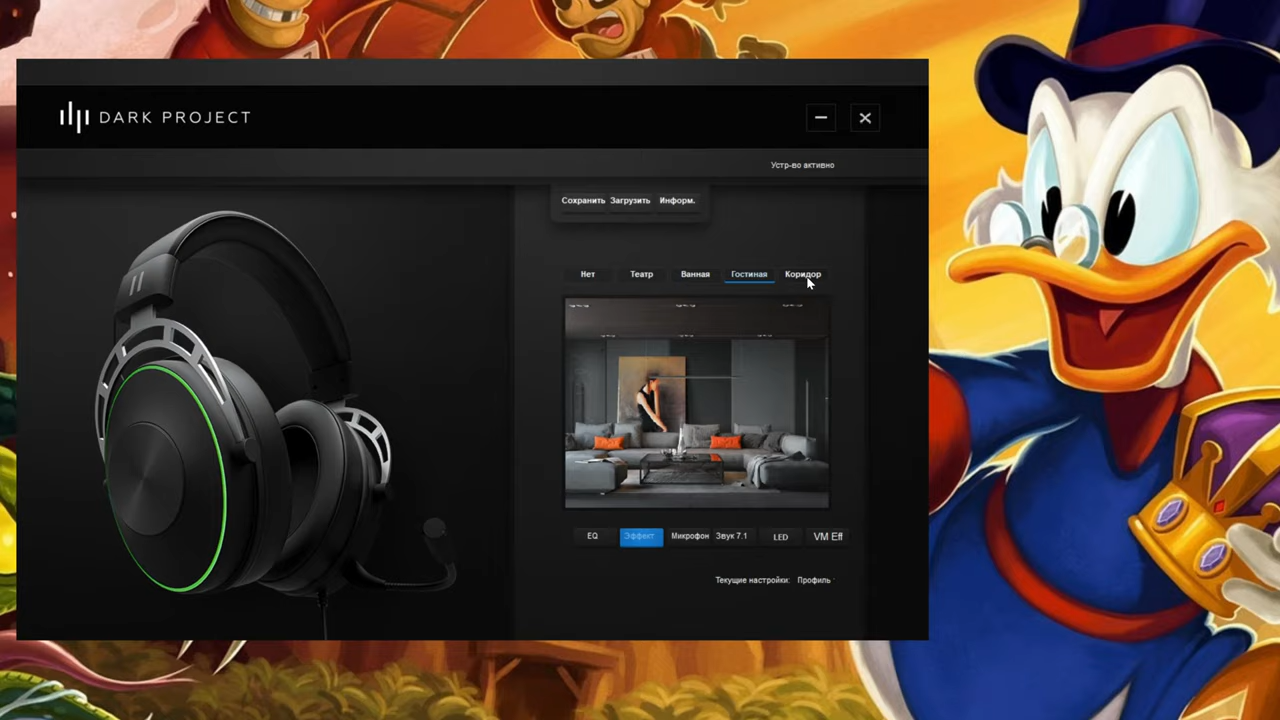 DARK PROJECT
Устр-во активно
Сохранить Загрузить Информ.
Нет Театр Ванная Гостиная Коридор
EQ Эффект Микрофон Звук 7.1 LED VM Eff
Текущие настройки: Профиль